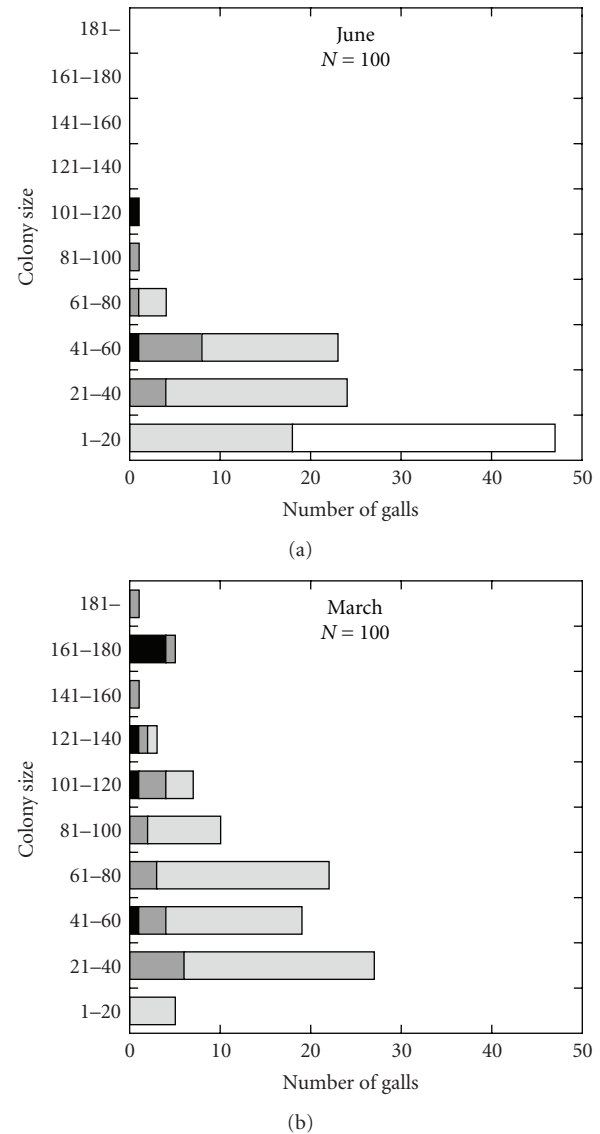 June
N = 100
181–
161–180
141–160
121–140
101–120
81–100
61–80
41–60
21–40
1–20
Colony size
0 10 20 30 40 50
Number of galls
(a)
March
N = 100
181–
161–180
141–160
121–140
101–120
81–100
61–80
41–60
21–40
1–20
Colony size
0 10 20 30 40 50
Number of galls
(b)